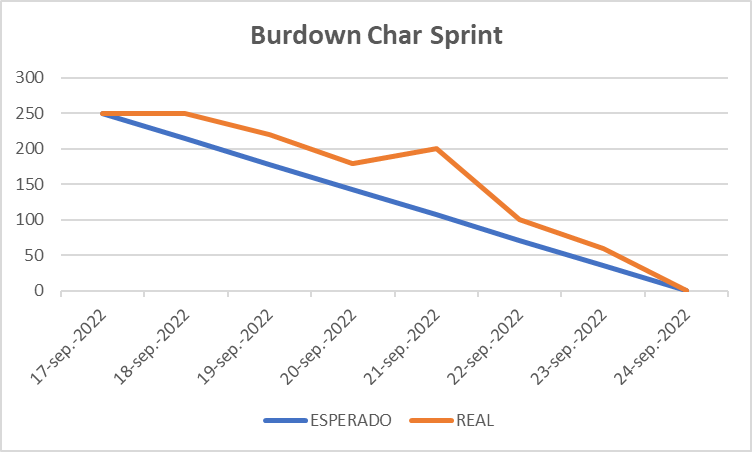 Burdown Char Sprint
300
250
200
150
100
50
0
17-sep.-2022
18-sep.-2022
19-sep.-2022
20-sep.-2022
21-sep.-2022
22-sep.-2022
23-sep.-2022
24-sep.-2022
ESPERADO
REAL